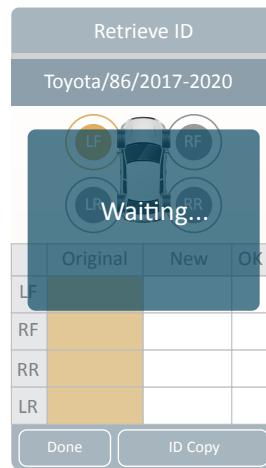 Retrieve ID
Toyota/86/2017-2020
LF RF
LR RR
Waiting...
Original New OK
LF
RF
RR
LR
Done ID Copy